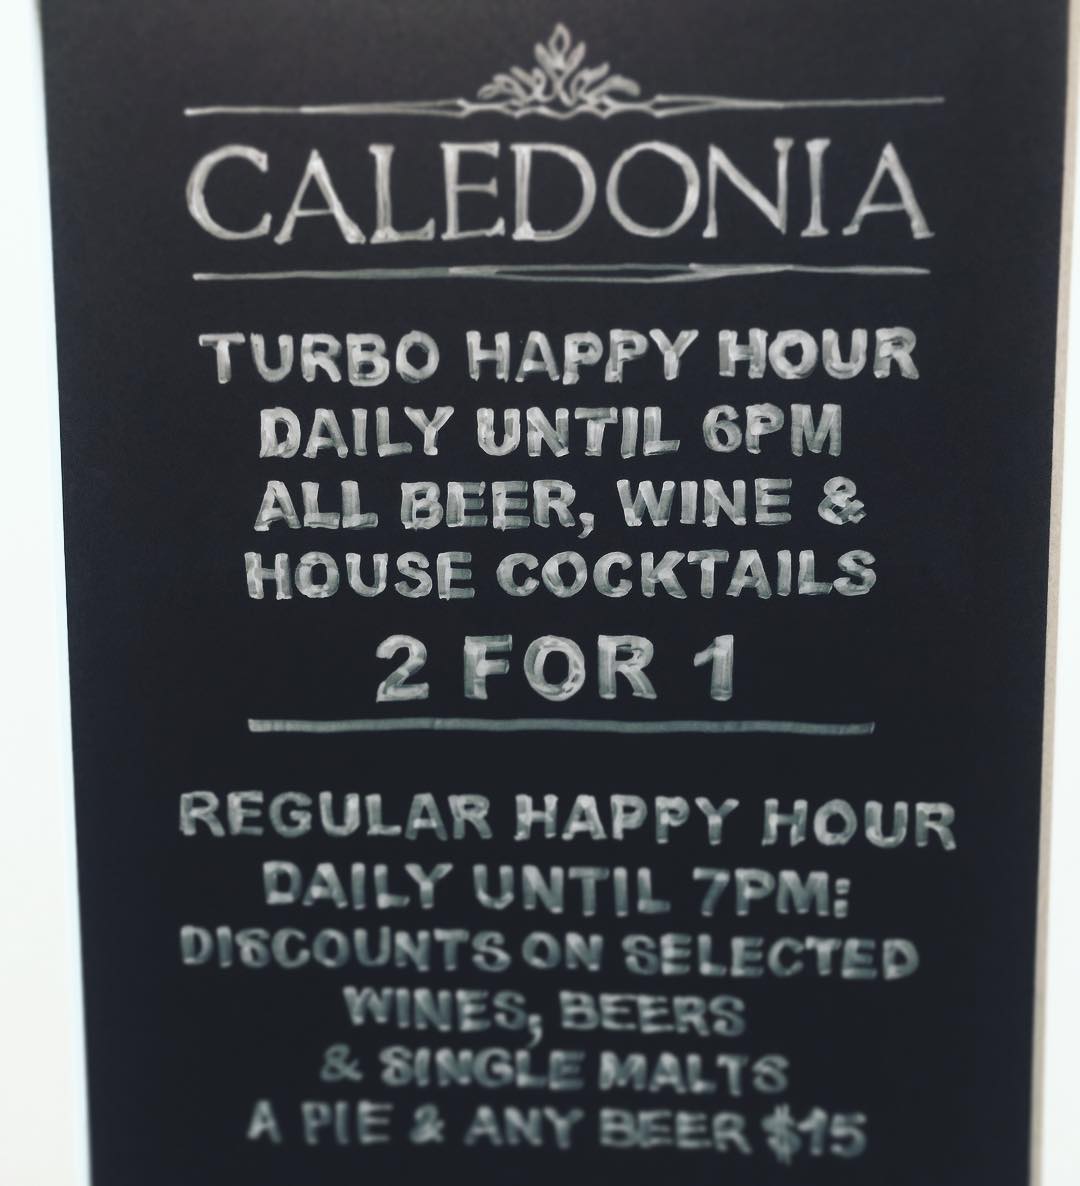 CALEDONIA
TURBO HAPPY HOUR
DAILY UNTIL 6PM
ALL BEER, WINE &
HOUSE COCKTAILS
2 FOR 1
REGULAR HAPPY HOUR
DAILY UNTIL 7PM:
DISCOUNTS ON SELECTED
WINES, BEERS
& SINGLE MALTS
A PIE & ANY BEER $15